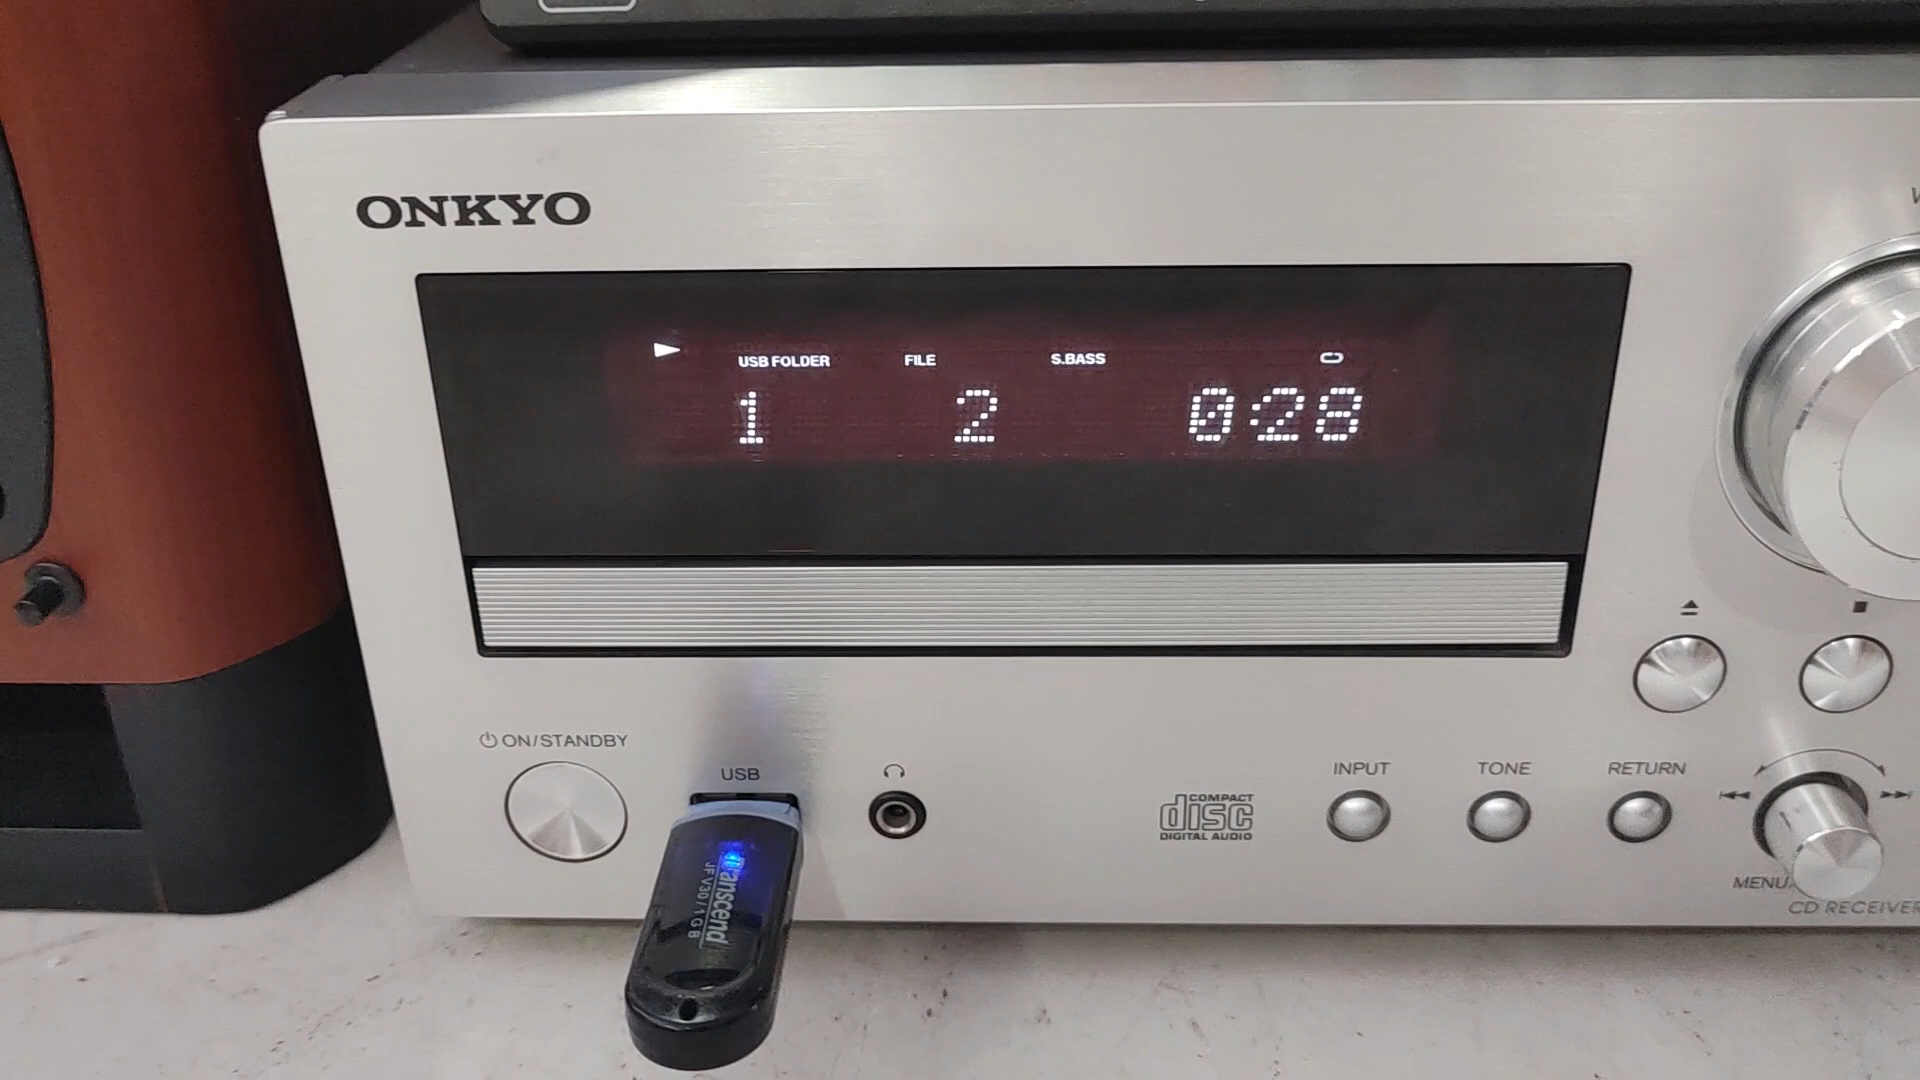 ONKYO
USB FOLDER FILE S.BASS
1 2 0:28
ON/STANDBY
USB
Transcend
JF V30 / 1GB
COMPACT
disc
DIGITAL AUDIO
INPUT
TONE
RETURN
MENU
CD RECEIVER